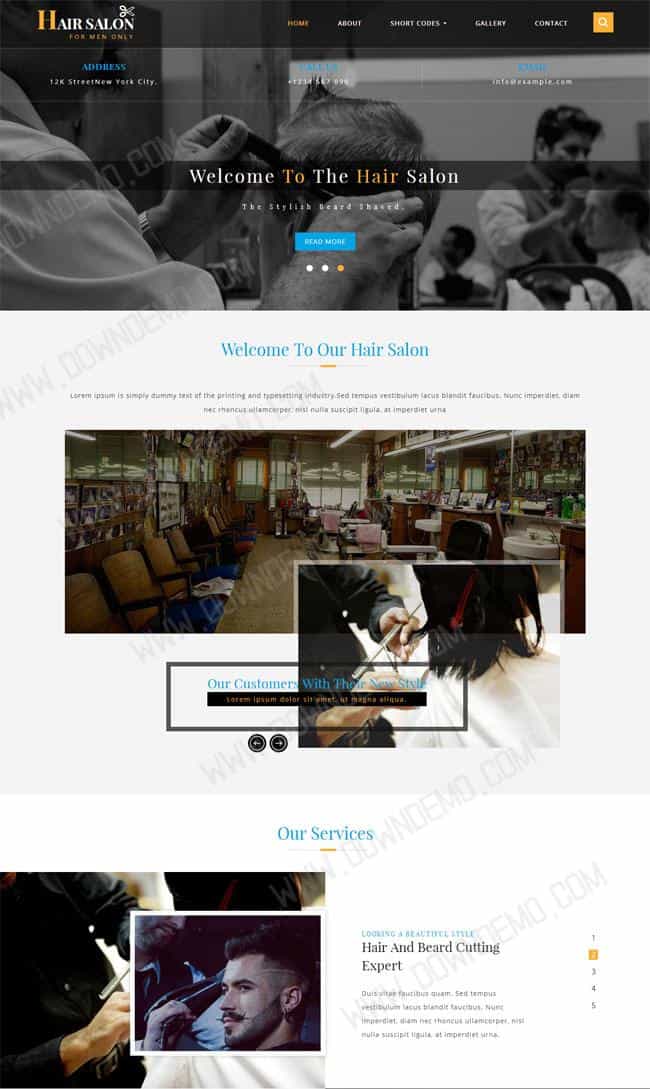 HAIR SALON
FOR MEN ONLY
HOME
ABOUT
SHORT CODES
GALLERY
CONTACT
ADDRESS
CALL US
EMAIL
12K StreetNew York City.
+1234 567 890
info@example.com
Welcome To The Hair Salon
The Stylish Beard Shaved.
READ MORE
Welcome To Our Hair Salon
Lorem ipsum is simply dummy text of the printing and typesetting industry.Sed tempus vestibulum lacus blandit faucibus. Nunc imperdiet, diam
nec rhoncus ullamcorper, nisl nulla suscipit ligula, at imperdiet urna
Our Customers With Their New Style
Lorem ipsum dolor sit amet, ut magna aliqua.
Our Services
LOOKING A BEAUTIFUL STYLE
Hair And Beard Cutting
Expert
Duis vitae faucibus quam. Sed tempus
vestibulum lacus blandit faucibus. Nunc
imperdiet, diam nec rhoncus ullamcorper, nisl
nulla suscipit ligula, at imperdiet urna.
1
2
3
4
5
WWW.DOWNDEMO.COM